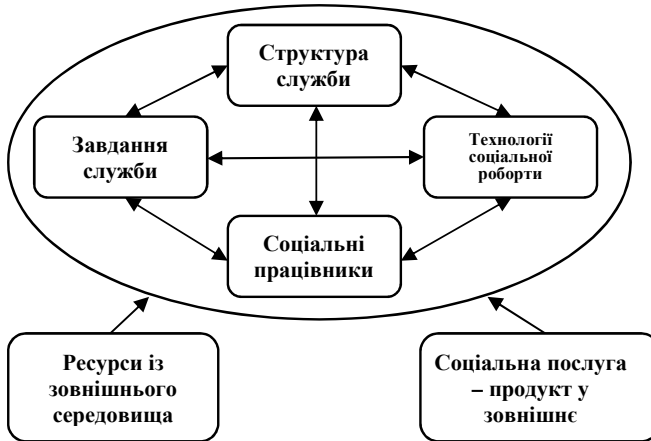 Структура
служби
Завдання
служби
Технології
соціальної
роборти
Соціальні
працівники
Ресурси із
зовнішнього
середовища
Соціальна послуга
– продукт у
зовнішнє